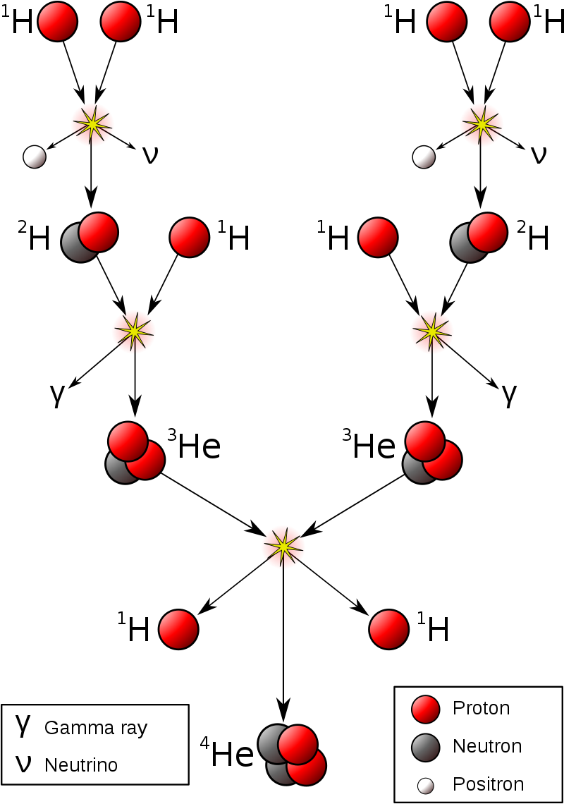 ¹H ¹H ¹H ¹H
ν ν
²H ¹H ¹H ²H
γ γ
³He ³He
¹H ¹H
⁴He
γ Gamma ray
ν Neutrino
Proton
Neutron
Positron